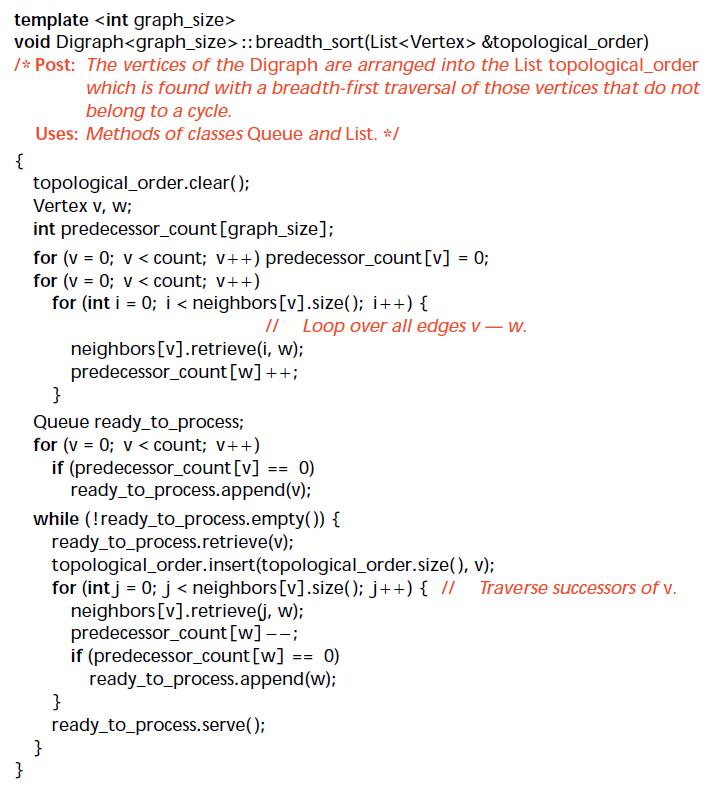 template <int graph_size>
void Digraph<graph_size>::breadth_sort(List<Vertex> &topological_order)
/* Post: The vertices of the Digraph are arranged into the List topological_order
which is found with a breadth-first traversal of those vertices that do not
belong to a cycle.
Uses: Methods of classes Queue and List. */
{
topological_order.clear();
Vertex v, w;
int predecessor_count[graph_size];
for (v = 0; v < count; v++) predecessor_count[v] = 0;
for (v = 0; v < count; v++)
for (int i = 0; i < neighbors[v].size(); i++) {
// Loop over all edges v — w.
neighbors[v].retrieve(i, w);
predecessor_count[w]++;
}
Queue ready_to_process;
for (v = 0; v < count; v++)
if (predecessor_count[v] == 0)
ready_to_process.append(v);
while (!ready_to_process.empty()) {
ready_to_process.retrieve(v);
topological_order.insert(topological_order.size(), v);
for (int j = 0; j < neighbors[v].size(); j++) { // Traverse successors of v.
neighbors[v].retrieve(j, w);
predecessor_count[w]--;
if (predecessor_count[w] == 0)
ready_to_process.append(w);
}
ready_to_process.serve();
}
}